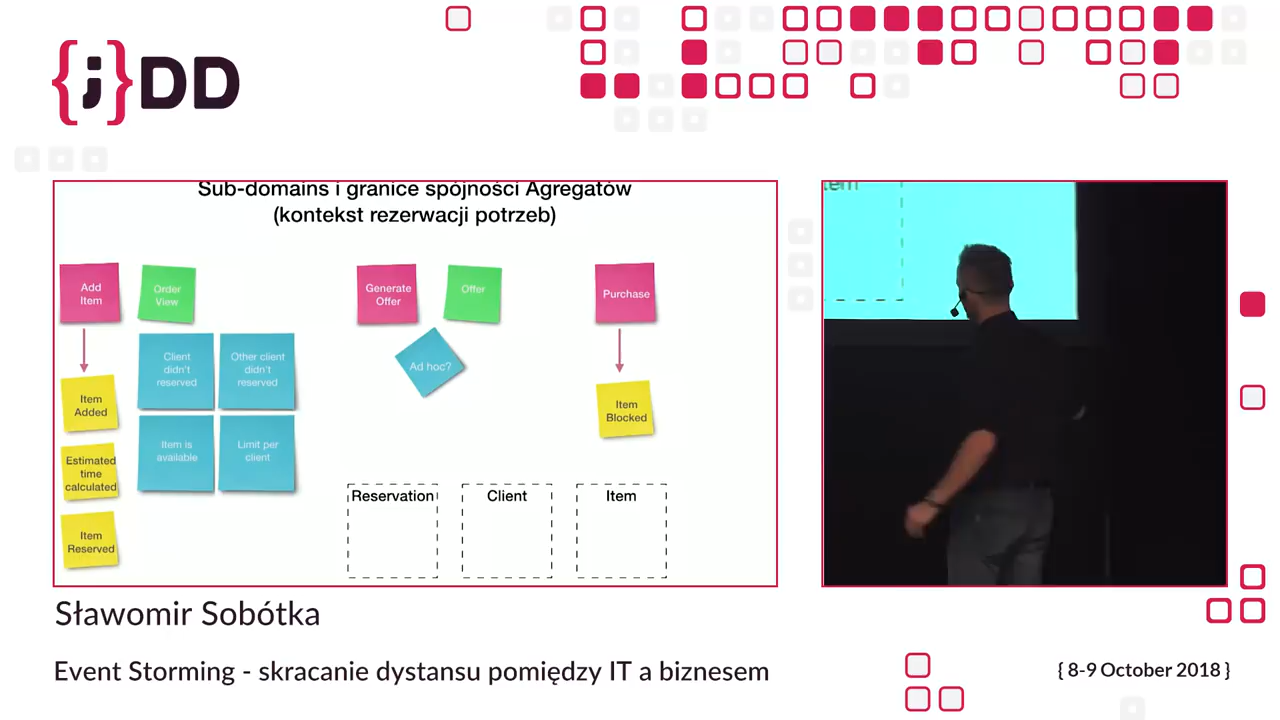 {j}DD
Sub-domains i granice spójności Agregatów
(kontekst rezerwacji potrzeb)
Add
Item
Order
View
Generate
Offer
Offer
Purchase
Client
didn't
reserved
Other client
didn't
reserved
Ad hoc?
Item
Added
Item
Blocked
Item is
available
Limit per
client
Estimated
time
calculated
Reservation
Client
Item
Item
Reserved
Sławomir Sobótka
Event Storming - skracanie dystansu pomiędzy IT a biznesem
{ 8-9 October 2018 }